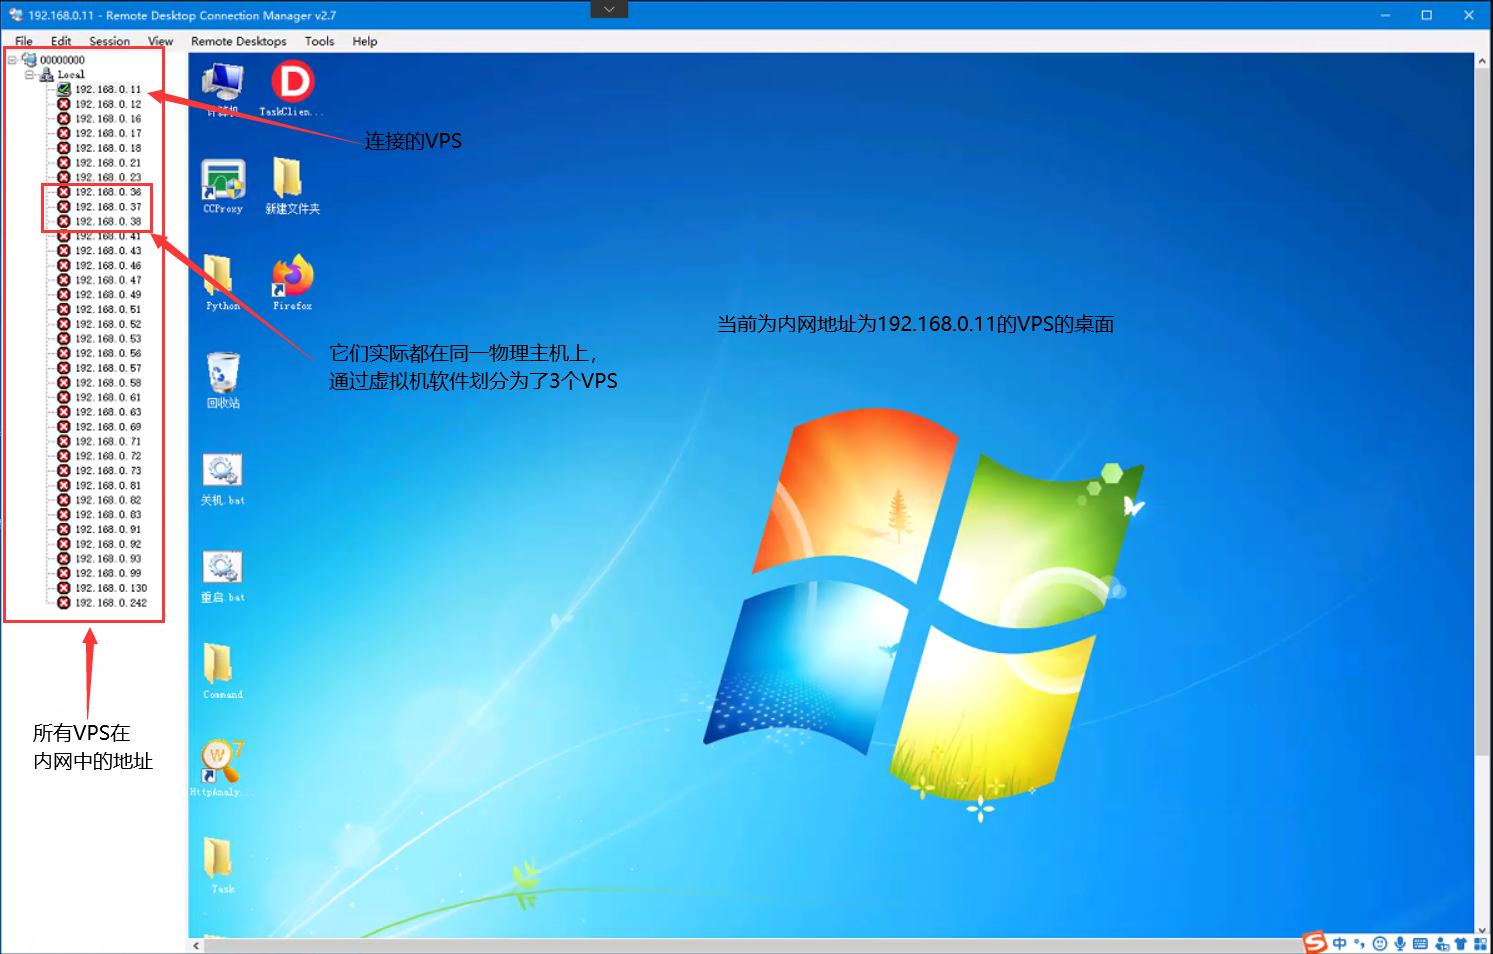 192.168.0.11 - Remote Desktop Connection Manager v2.7
File Edit Session View Remote Desktops Tools Help
00000000
Local
192.168.0.11
192.168.0.12
192.168.0.16
192.168.0.17
192.168.0.18
192.168.0.21
192.168.0.23
192.168.0.36
192.168.0.37
192.168.0.38
192.168.0.41
192.168.0.43
192.168.0.46
192.168.0.47
192.168.0.49
192.168.0.51
192.168.0.52
192.168.0.53
192.168.0.56
192.168.0.57
192.168.0.58
192.168.0.61
192.168.0.63
192.168.0.69
192.168.0.71
192.168.0.72
192.168.0.73
192.168.0.81
192.168.0.82
192.168.0.83
192.168.0.91
192.168.0.92
192.168.0.93
192.168.0.99
192.168.0.130
192.168.0.242
所有VPS在
内网中的地址
计算机
TaskClien...
连接的VPS
CCProxy
新建文件夹
Python
Firefox
当前为内网地址为192.168.0.11的VPS的桌面
它们实际都在同一物理主机上，
通过虚拟机软件划分为了3个VPS
回收站
关机.bat
重启.bat
Command
HttpAnaly...
Task
中